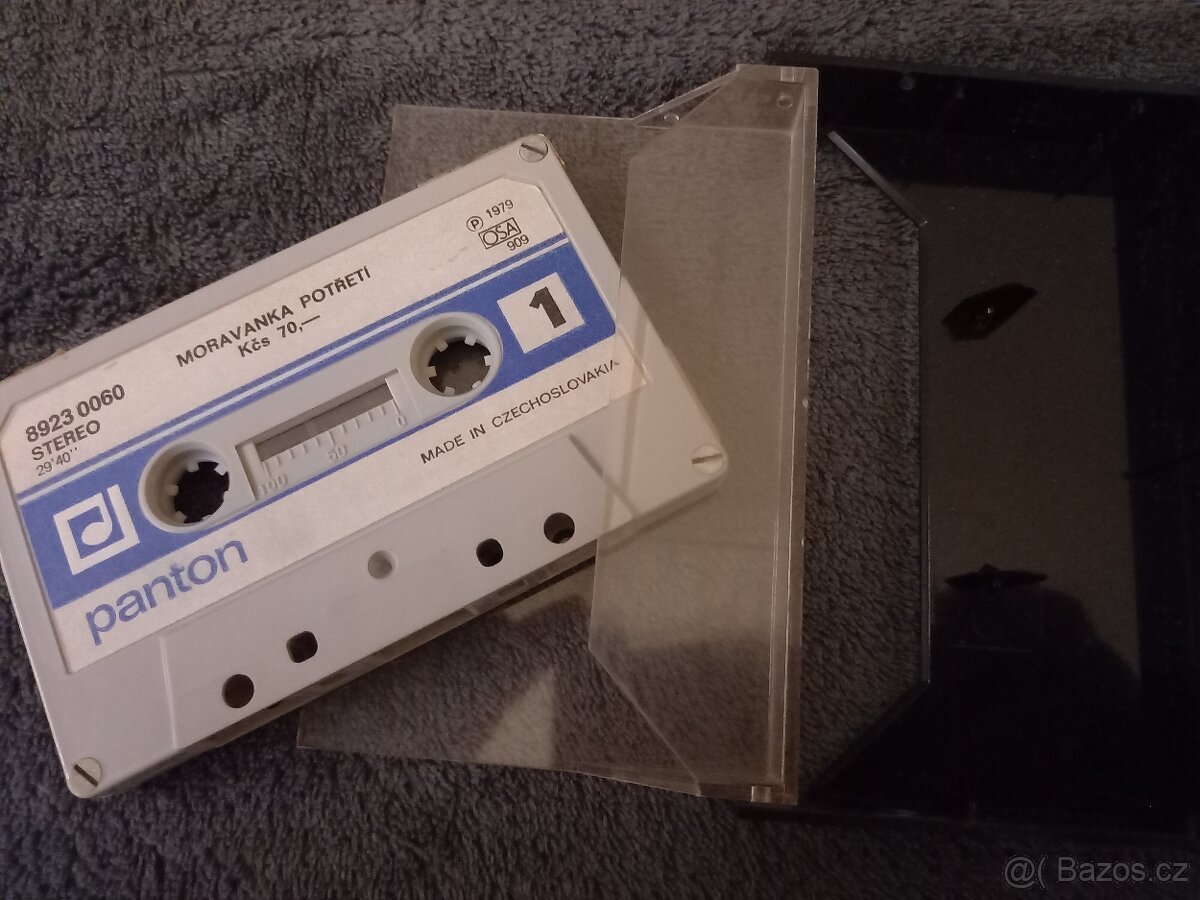 Ⓟ 1979
OSA
909
MORAVANKA POTŘETÍ
Kčs 70,—
1
8923 0060
STEREO
29'40''
100 50 0
MADE IN CZECHOSLOVAKIA
panton
@( Bazos.cz